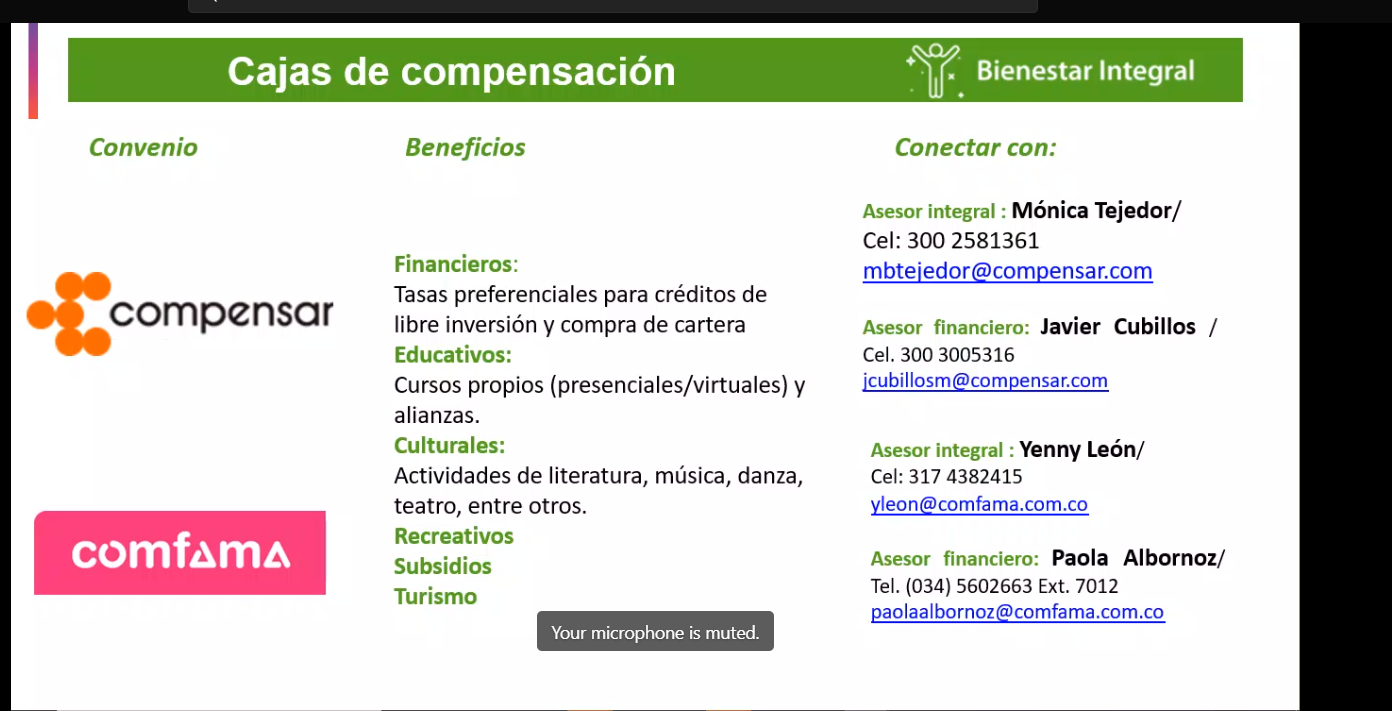 Cajas de compensación
Bienestar Integral
Convenio
Beneficios
Conectar con:
compensar
comfama
Financieros:
Tasas preferenciales para créditos de
libre inversión y compra de cartera
Educativos:
Cursos propios (presenciales/virtuales) y
alianzas.
Culturales:
Actividades de literatura, música, danza,
teatro, entre otros.
Recreativos
Subsidios
Turismo
Asesor integral : Mónica Tejedor/
Cel: 300 2581361
mbtejedor@compensar.com
Asesor financiero: Javier Cubillos /
Cel. 300 3005316
jcubillosm@compensar.com
Asesor integral : Yenny León/
Cel: 317 4382415
yleon@comfama.com.co
Asesor financiero: Paola Albornoz/
Tel. (034) 5602663 Ext. 7012
paolaalbornoz@comfama.com.co
Your microphone is muted.